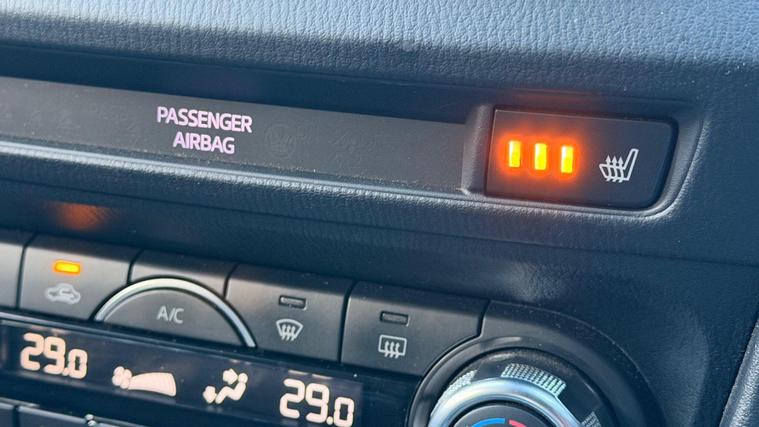 PASSENGER
AIRBAG
A/C
29.0 29.0